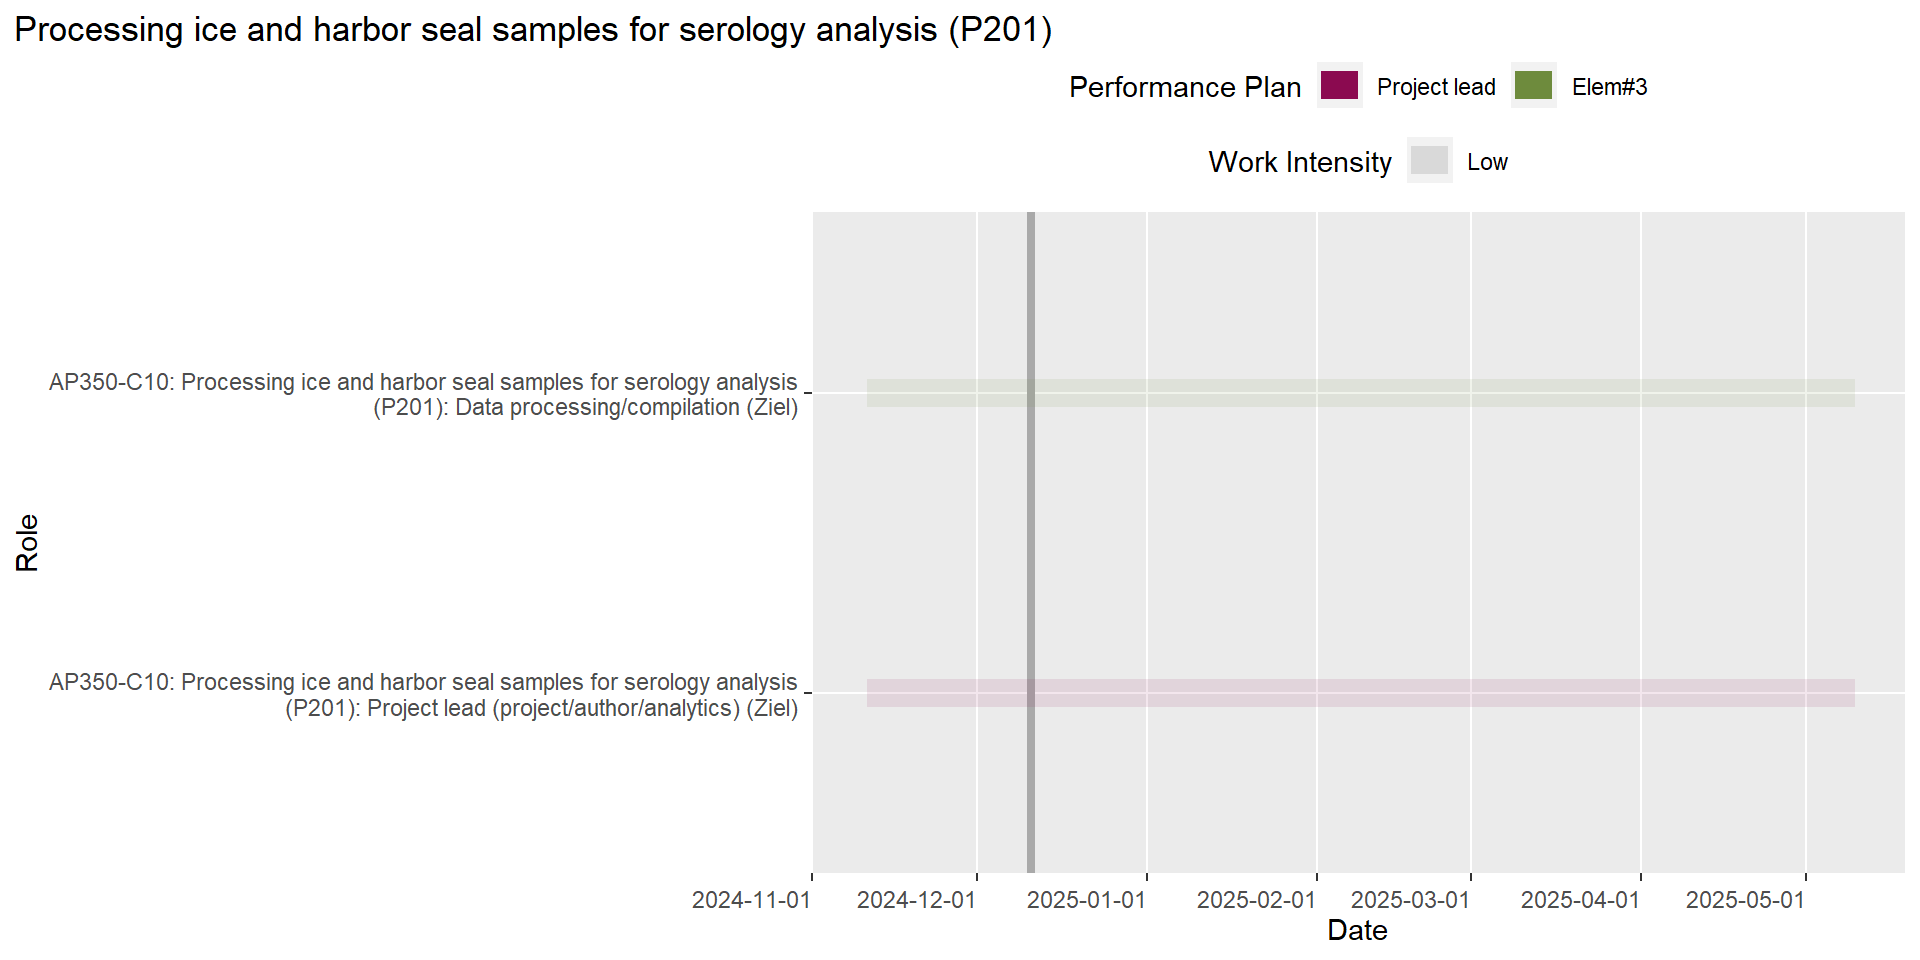 Processing ice and harbor seal samples for serology analysis (P201)
Performance Plan Project lead Elem#3
Work Intensity Low
AP350-C10: Processing ice and harbor seal samples for serology analysis
(P201): Data processing/compilation (Ziel)
Role
AP350-C10: Processing ice and harbor seal samples for serology analysis
(P201): Project lead (project/author/analytics) (Ziel)
2024-11-01 2024-12-01 2025-01-01 2025-02-01 2025-03-01 2025-04-01 2025-05-01
Date